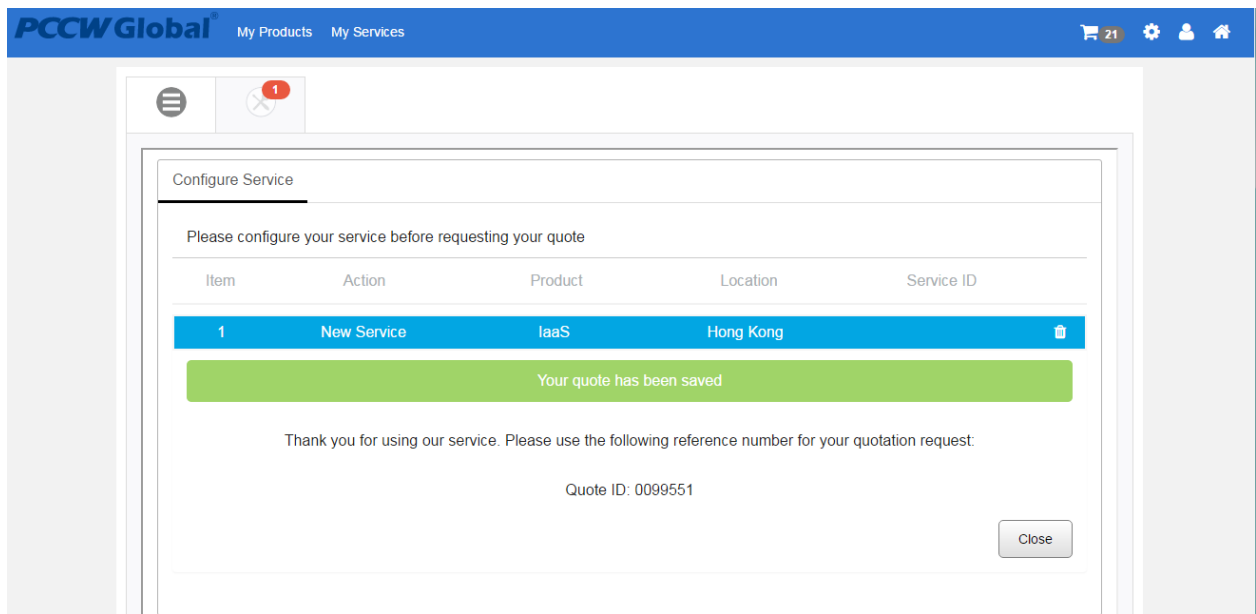 PCCW Global® My Products My Services 21
1
Configure Service
Please configure your service before requesting your quote
Item Action Product Location Service ID
1 New Service IaaS Hong Kong
Your quote has been saved
Thank you for using our service. Please use the following reference number for your quotation request:
Quote ID: 0099551
Close